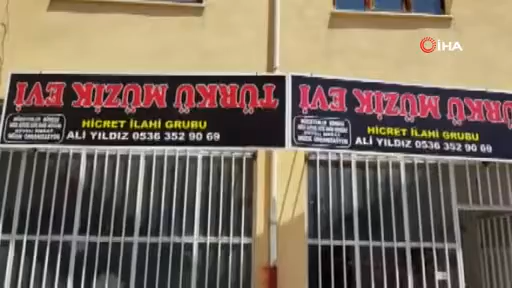 İHA
TÜRKÜ MÜZİK EVİ
HİCRET İLAHİ GRUBU
ALİ YILDIZ 0536 352 90 69
TÜRKÜ MÜZİK EVİ
HİCRET İLAHİ GRUBU
ALİ YILDIZ 0536 352 90 69